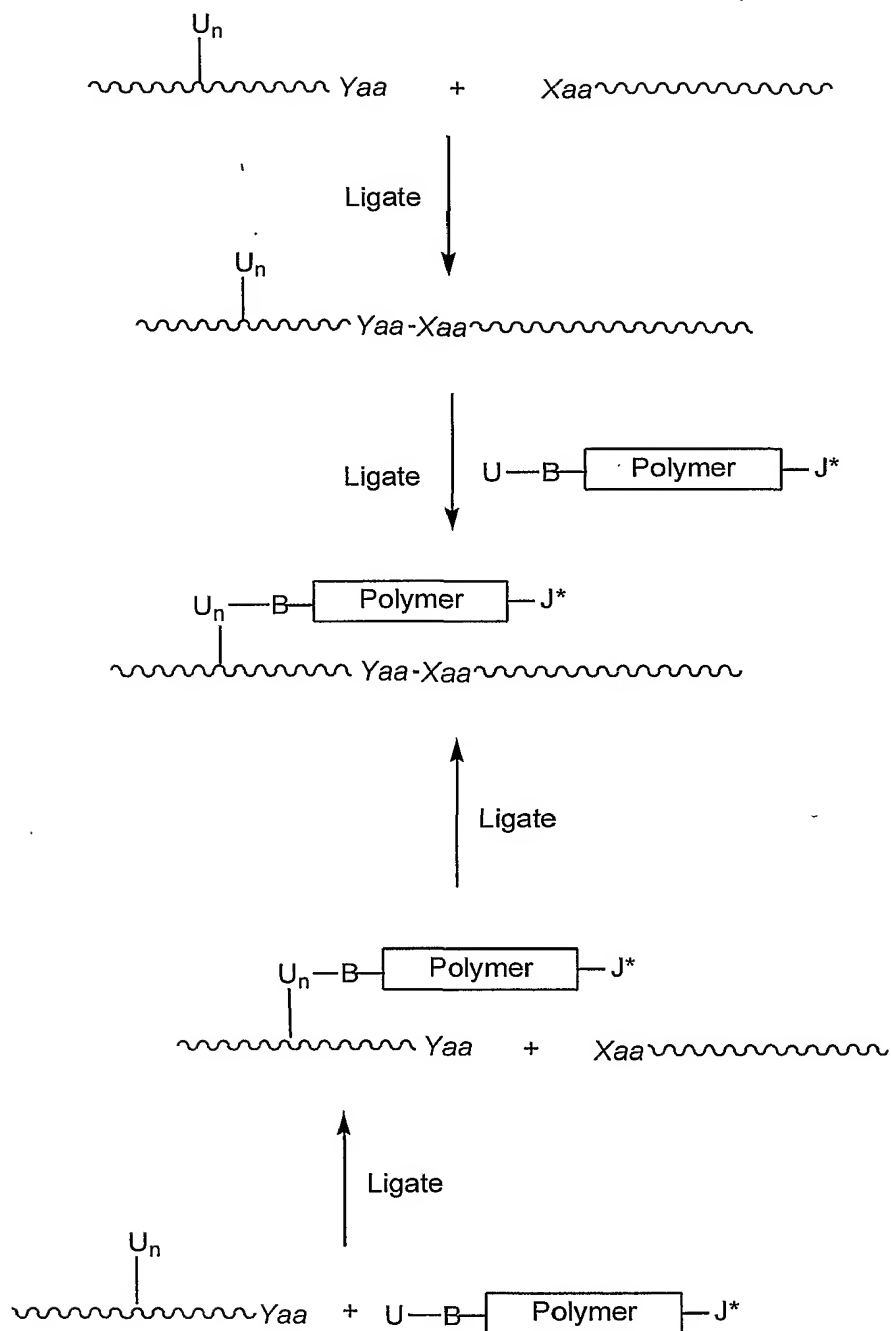 Uₙ
Yaa + Xaa
Ligate
Uₙ
Yaa-Xaa
Ligate U B Polymer J*
Uₙ B Polymer J*
Yaa-Xaa
Ligate
Uₙ B Polymer J*
Yaa + Xaa
Ligate
Uₙ
Yaa + U B Polymer J*